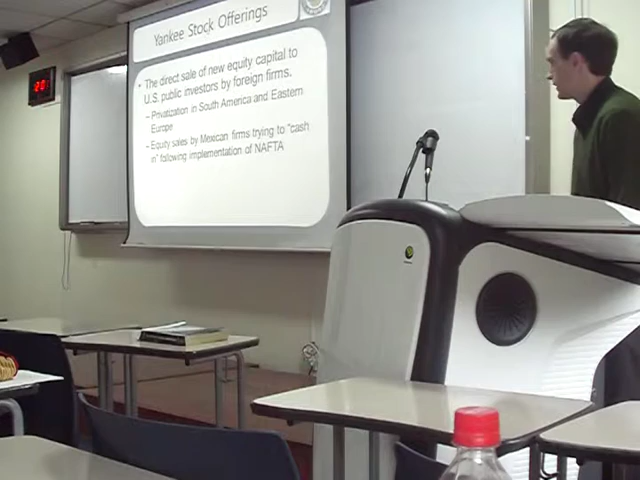 Yankee Stock Offerings
• The direct sale of new equity capital to
U.S. public investors by foreign firms.
– Privatization in South America and Eastern
Europe
– Equity sales by Mexican firms trying to "cash
in" following implementation of NAFTA